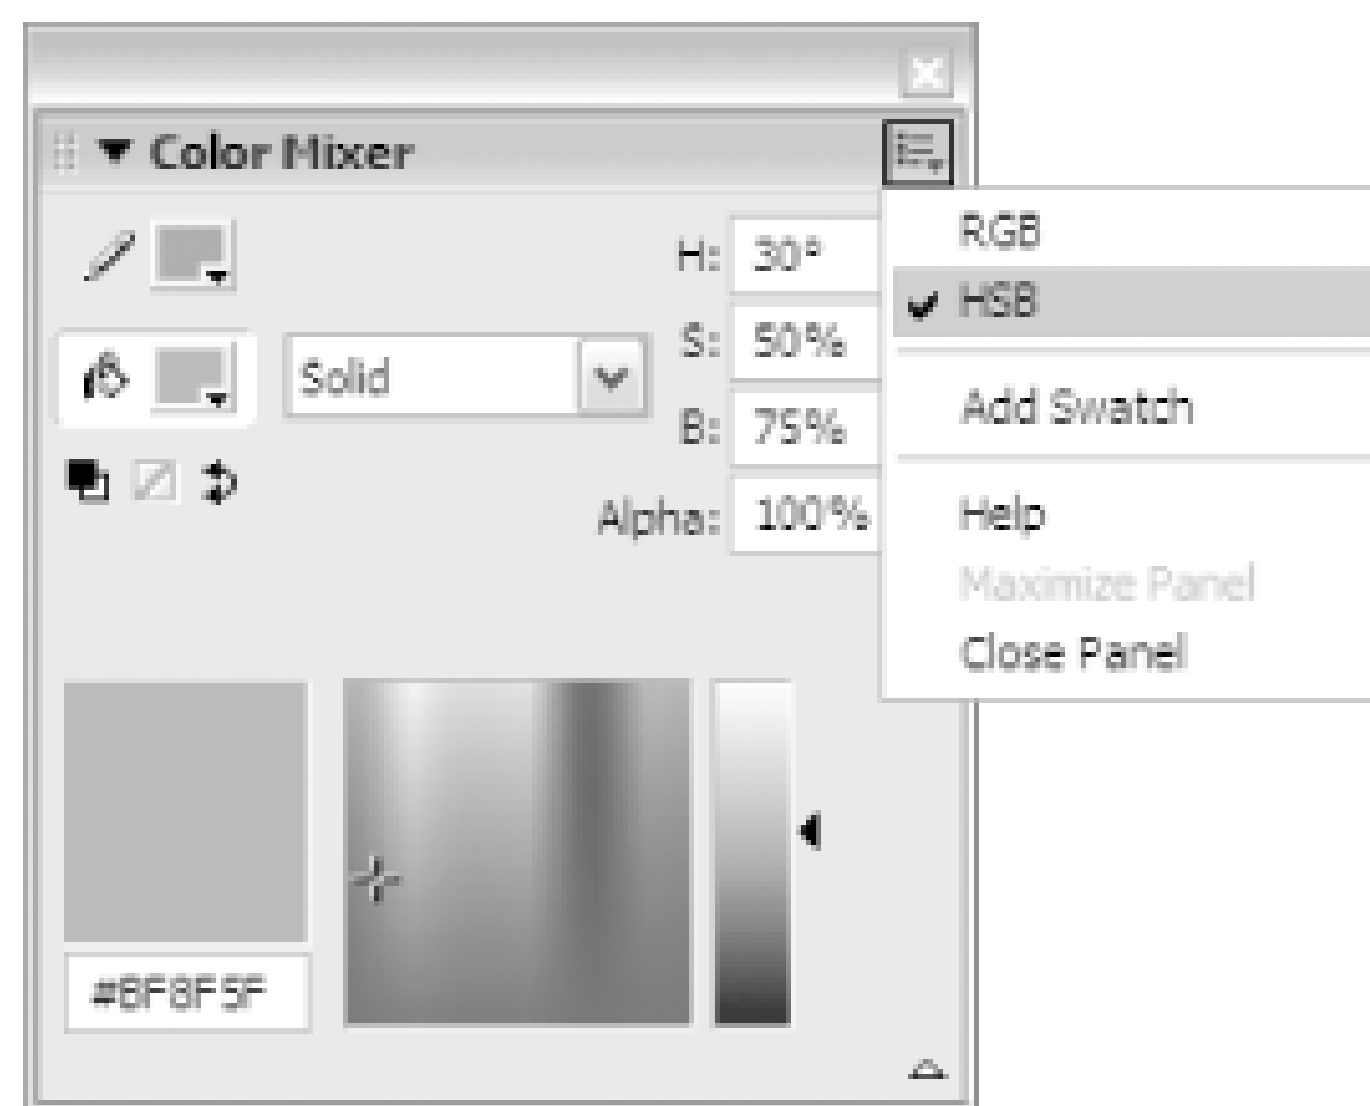 Color Mixer
H: 30°
S: 50%
B: 75%
Alpha: 100%
Solid
#BF8F5F
RGB
HSB
Add Swatch
Help
Maximize Panel
Close Panel